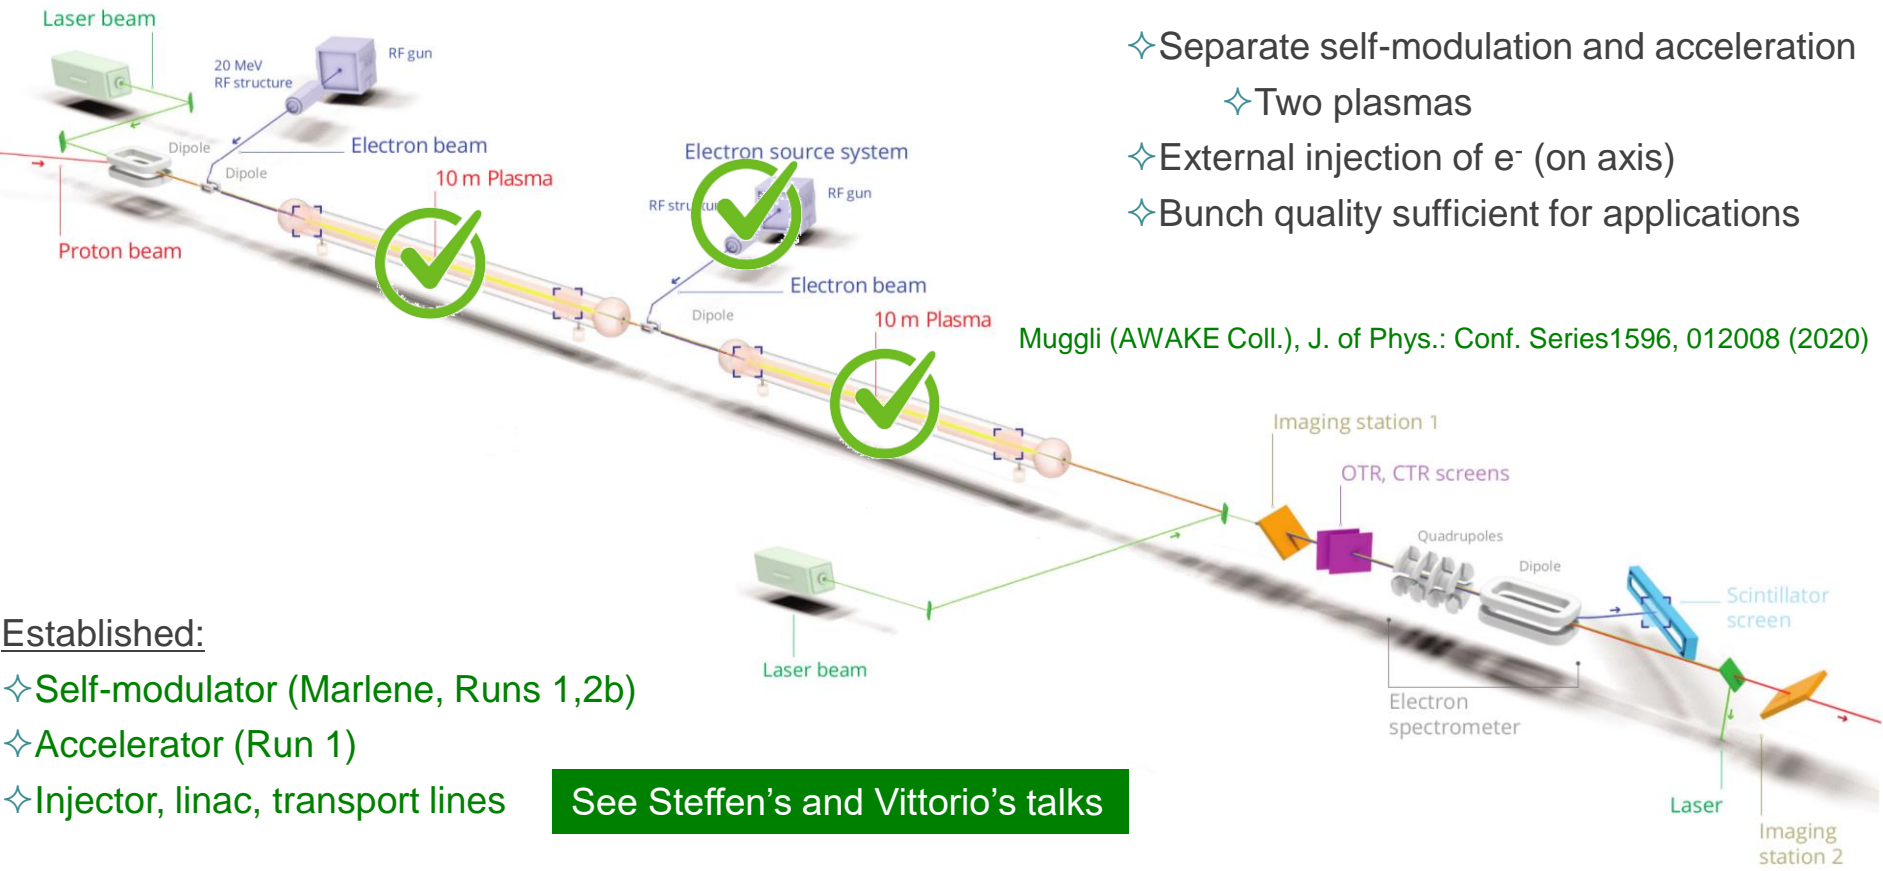 Laser beam
20 MeV
RF structure
RF gun
Dipole
Electron beam
Dipole
10 m Plasma
Proton beam
Electron source system
RF gun
Electron beam
Dipole
10 m Plasma
✧Separate self-modulation and acceleration
✧Two plasmas
✧External injection of e- (on axis)
✧Bunch quality sufficient for applications
Muggli (AWAKE Coll.), J. of Phys.: Conf. Series1596, 012008 (2020)
Imaging station 1
OTR, CTR screens
Quadrupoles
Dipole
Scintillator
screen
Laser beam
Electron
spectrometer
Laser
Imaging
station 2
Established:
✧Self-modulator (Marlene, Runs 1,2b)
✧Accelerator (Run 1)
✧Injector, linac, transport lines
See Steffen’s and Vittorio’s talks